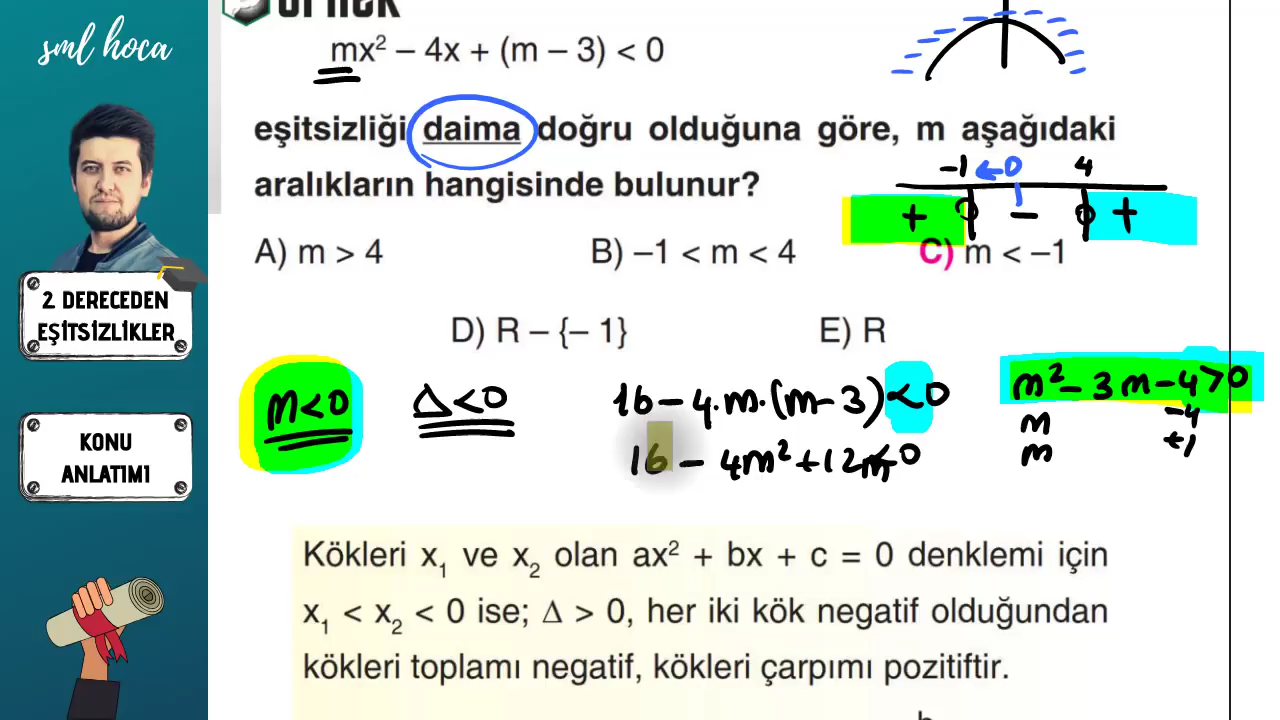 sml hoca
2. DERECEDEN
EŞİTSİZLİKLER
KONU
ANLATIMI
örnek
mx² – 4x + (m – 3) < 0
eşitsizliği daima doğru olduğuna göre, m aşağıdaki
aralıkların hangisinde bulunur?
-1 ← 0 4
+ – +
A) m > 4 B) –1 < m < 4 C) m < –1
D) R – {– 1} E) R
m<0 Δ<0 16 – 4.m.(m – 3) < 0 m² – 3m – 4 > 0
m -4
16 – 4m² + 12m < 0 m +1
Kökleri x₁ ve x₂ olan ax² + bx + c = 0 denklemi için
x₁ < x₂ < 0 ise; Δ > 0, her iki kök negatif olduğundan
kökleri toplamı negatif, kökleri çarpımı pozitiftir.